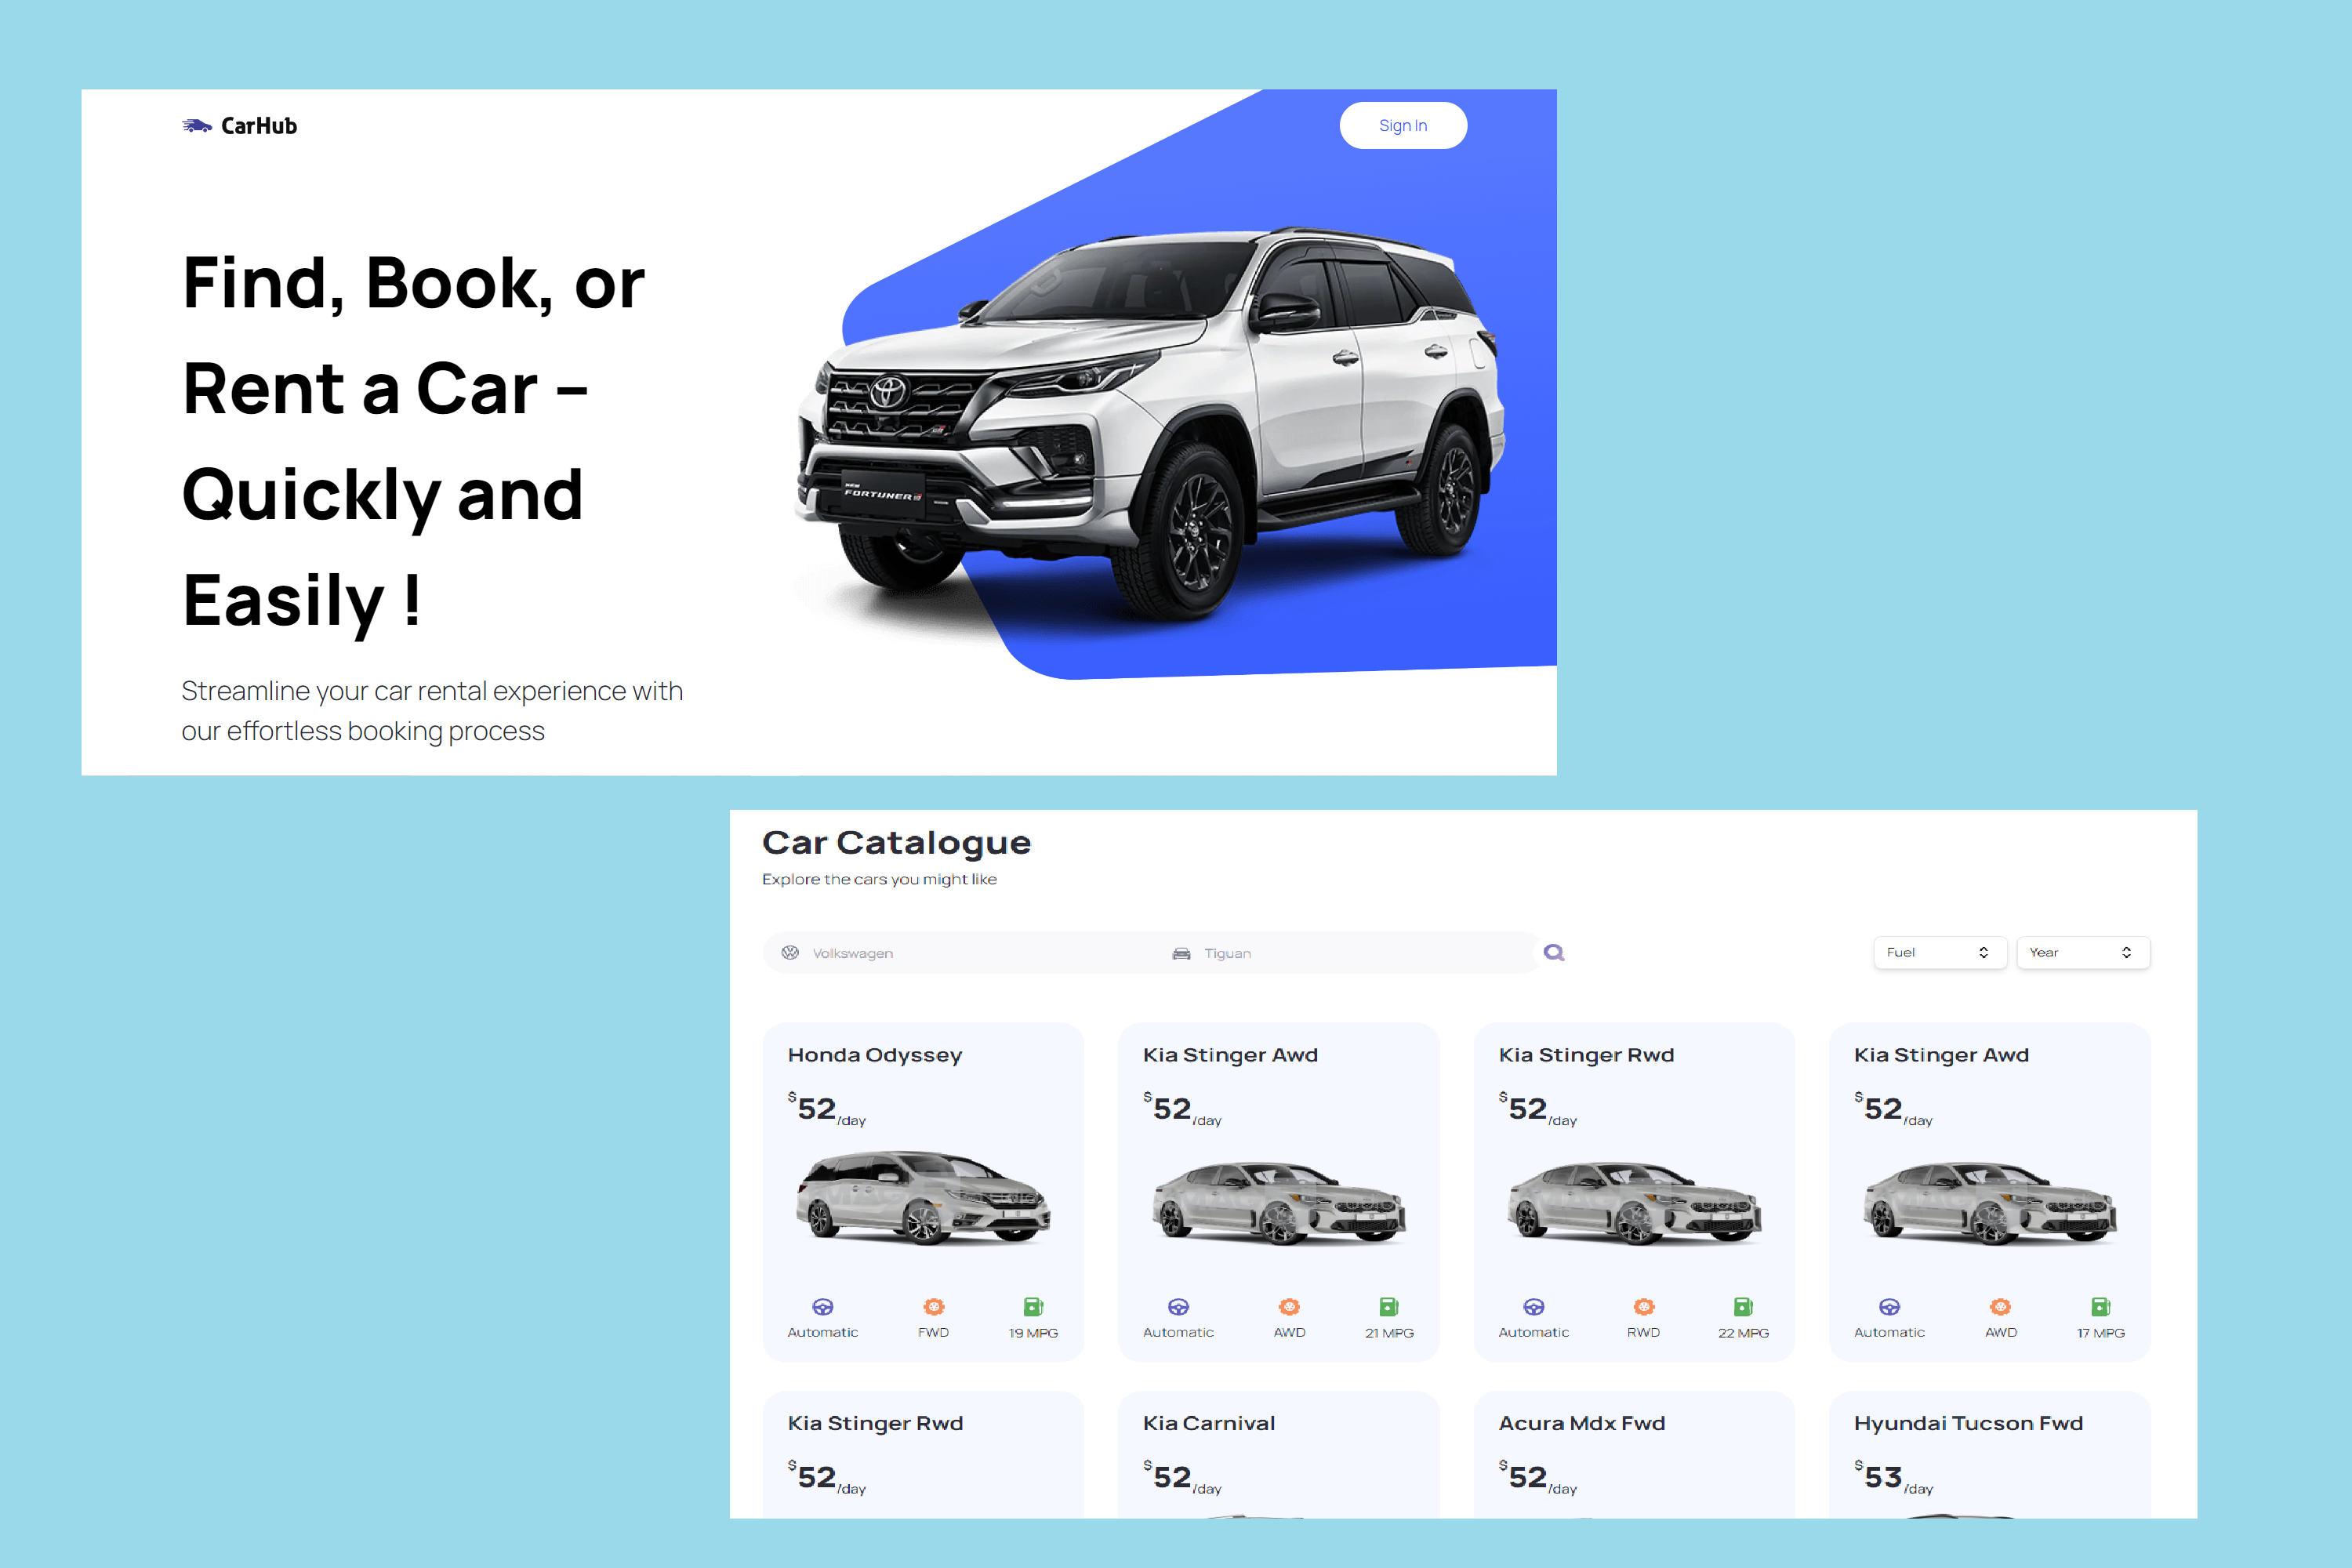 CarHub
Sign In
Find, Book, or
Rent a Car –
Quickly and
Easily !
Streamline your car rental experience with
our effortless booking process
NEW
FORTUNER
Car Catalogue
Explore the cars you might like
Volkswagen
Tiguan
Fuel
Year
Honda Odyssey
$52/day
Automatic
FWD
19 MPG
Kia Stinger Awd
$52/day
Automatic
AWD
21 MPG
Kia Stinger Rwd
$52/day
Automatic
RWD
22 MPG
Kia Stinger Awd
$52/day
Automatic
AWD
17 MPG
Kia Stinger Rwd
$52/day
Kia Carnival
$52/day
Acura Mdx Fwd
$52/day
Hyundai Tucson Fwd
$53/day